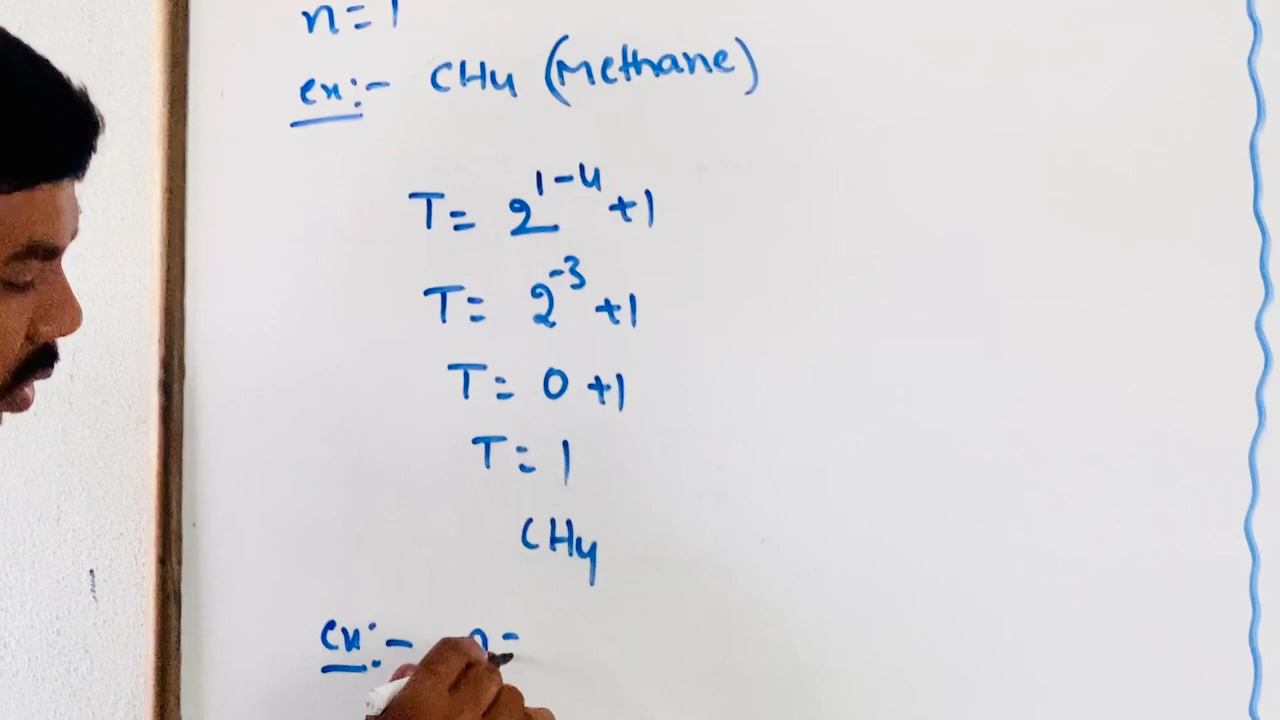 n=1
ex:- CH4 (Methane)
T= 2^1-4 +1
T= 2^-3 +1
T= 0 +1
T= 1
CH4
ex:- n=